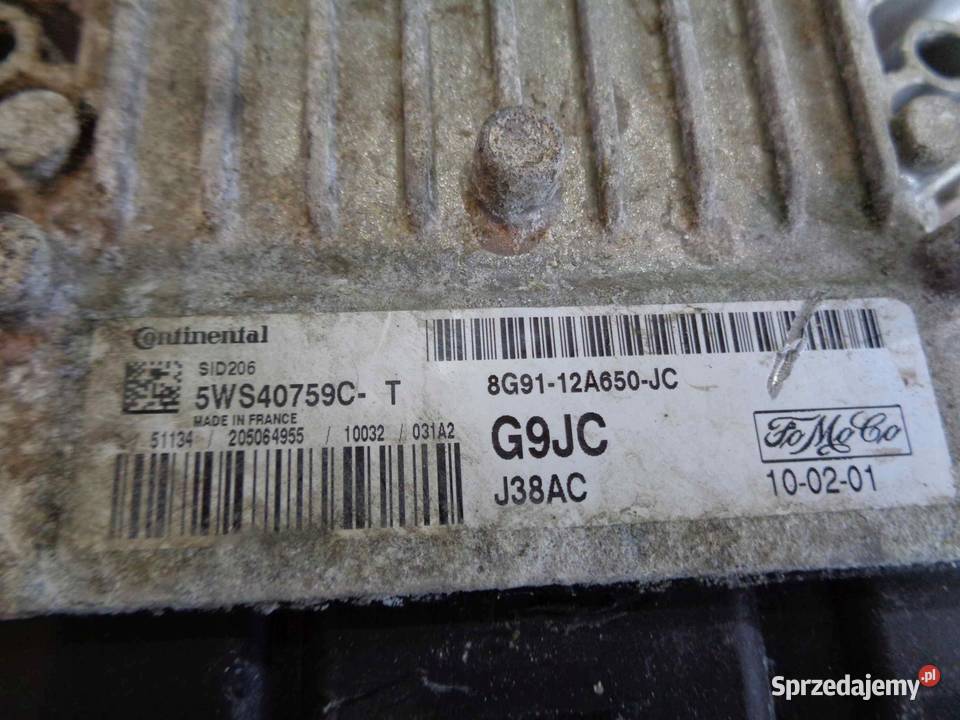 Continental
SID206
5WS40759C- T
MADE IN FRANCE
51134 / 205064955 / 10032 / 031A2
8G91-12A650-JC
G9JC
J38AC
FoMoCo
10-02-01
Sprzedajemy.pl